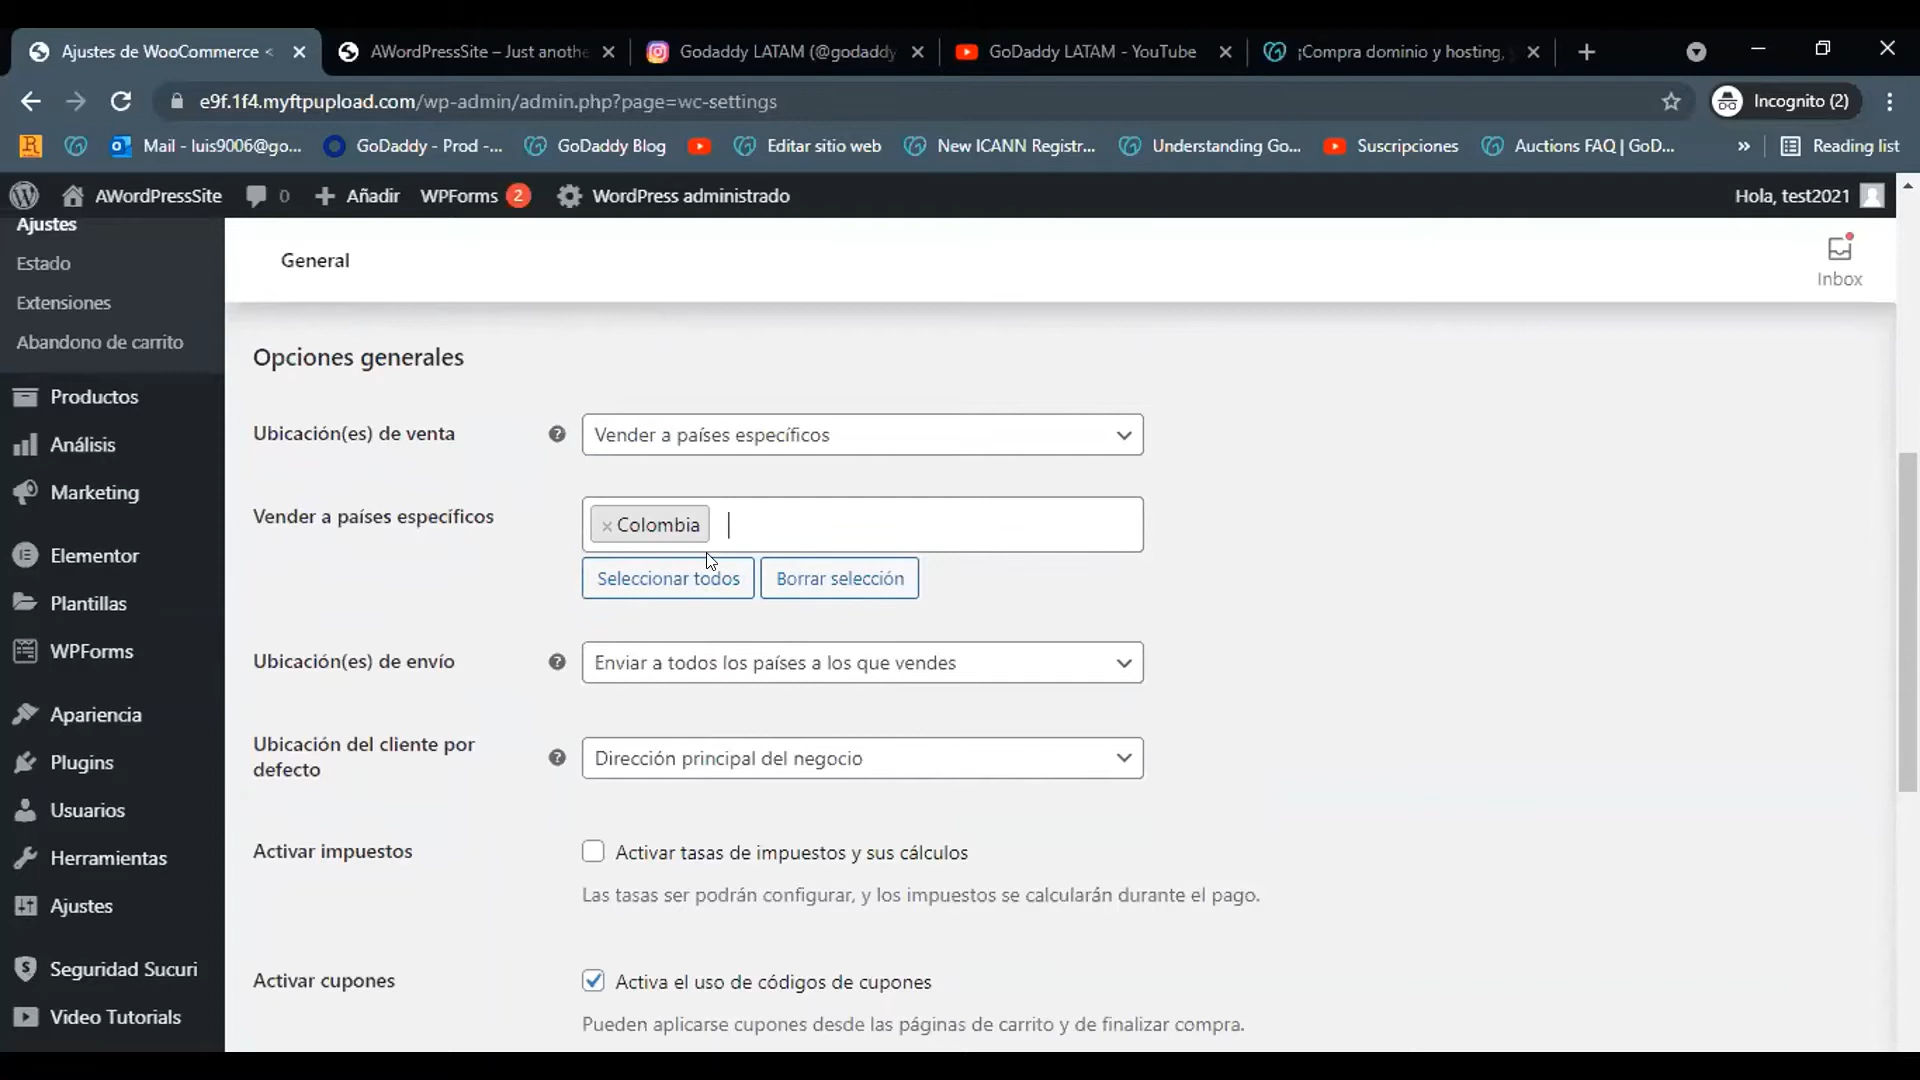 Ajustes de WooCommerce <
AWordPressSite – Just anothe
Godaddy LATAM (@godaddy
GoDaddy LATAM - YouTube
¡Compra dominio y hosting,
e9f.1f4.myftpupload.com/wp-admin/admin.php?page=wc-settings
Incognito (2)
Mail - luis9006@go...
GoDaddy - Prod -...
GoDaddy Blog
Editar sitio web
New ICANN Registr...
Understanding Go...
Suscripciones
Auctions FAQ | GoD...
»
Reading list
AWordPressSite
0
Añadir
WPForms 2
WordPress administrado
Hola, test2021
Ajustes
Estado
Extensiones
Abandono de carrito
Productos
Análisis
Marketing
Elementor
Plantillas
WPForms
Apariencia
Plugins
Usuarios
Herramientas
Ajustes
Seguridad Sucuri
Video Tutorials
General
Inbox
Opciones generales
Ubicación(es) de venta
Vender a países específicos
Vender a países específicos
× Colombia
Seleccionar todos
Borrar selección
Ubicación(es) de envío
Enviar a todos los países a los que vendes
Ubicación del cliente por
defecto
Dirección principal del negocio
Activar impuestos
Activar tasas de impuestos y sus cálculos
Las tasas ser podrán configurar, y los impuestos se calcularán durante el pago.
Activar cupones
Activa el uso de códigos de cupones
Pueden aplicarse cupones desde las páginas de carrito y de finalizar compra.